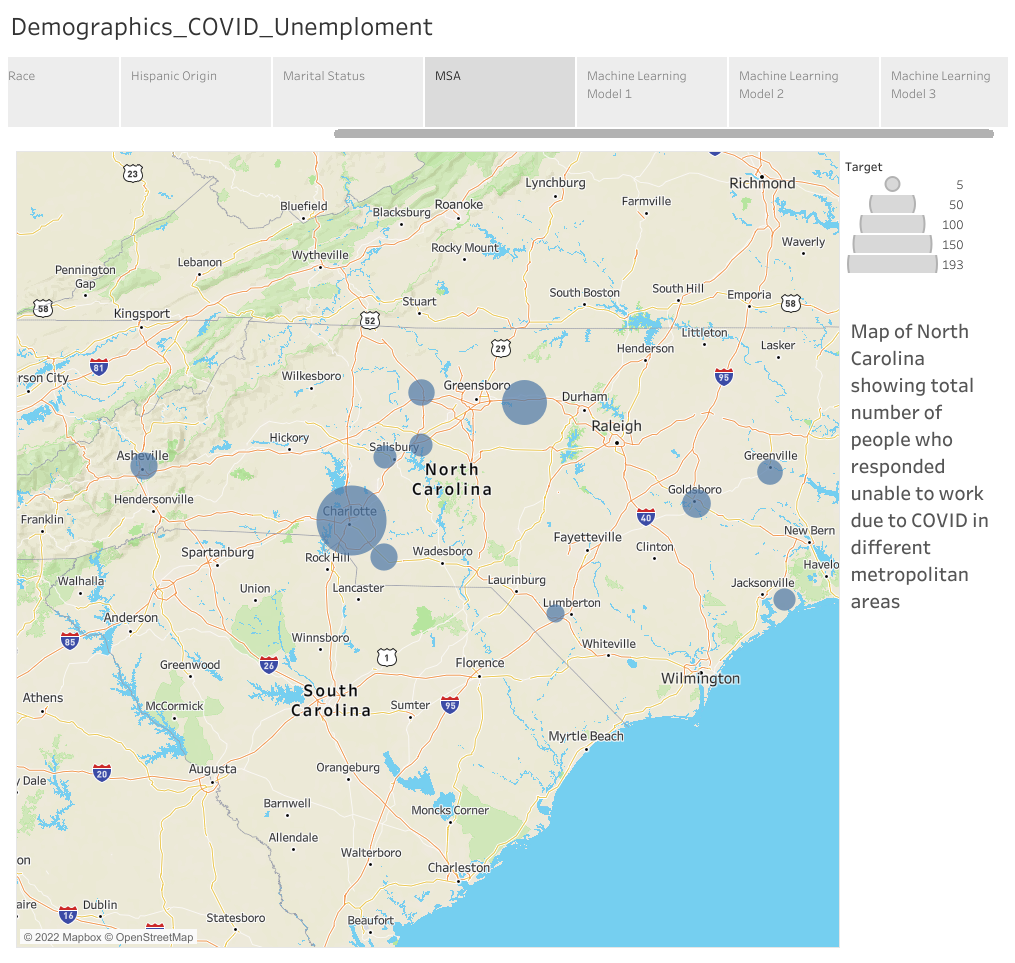 Demographics_COVID_Unemploment
Race
Hispanic Origin
Marital Status
MSA
Machine Learning
Model 1
Machine Learning
Model 2
Machine Learning
Model 3
Target
5
50
100
150
193
Map of North
Carolina
showing total
number of
people who
responded
unable to work
due to COVID in
different
metropolitan
areas
23
Lynchburg
Richmond
Bluefield
Blacksburg
Roanoke
Farmville
Waverly
Rocky Mount
Wytheville
Lebanon
Pennington
Gap
58
Kingsport
Stuart
South Boston
South Hill
Emporia
58
52
29
Littleton
Lasker
Henderson
81
95
rson City
Wilkesboro
Greensboro
Durham
Raleigh
Hickory
Salisbury
Asheville
North
Carolina
Greenville
Goldsboro
Hendersonville
Franklin
Charlotte
40
New Bern
Spartanburg
Rock Hill
Wadesboro
Fayetteville
Clinton
Havelo
Walhalla
Union
Lancaster
Laurinburg
Jacksonville
Lumberton
Anderson
85
Winnsboro
Whiteville
Greenwood
26
1
Florence
Wilmington
Athens
McCormick
South
Carolina
Sumter
95
Myrtle Beach
20
Augusta
Orangeburg
y Dale
Barnwell
Moncks Corner
Allendale
Walterboro
on
Charleston
aire
16
Dublin
Statesboro
Beaufort
© 2022 Mapbox © OpenStreetMap